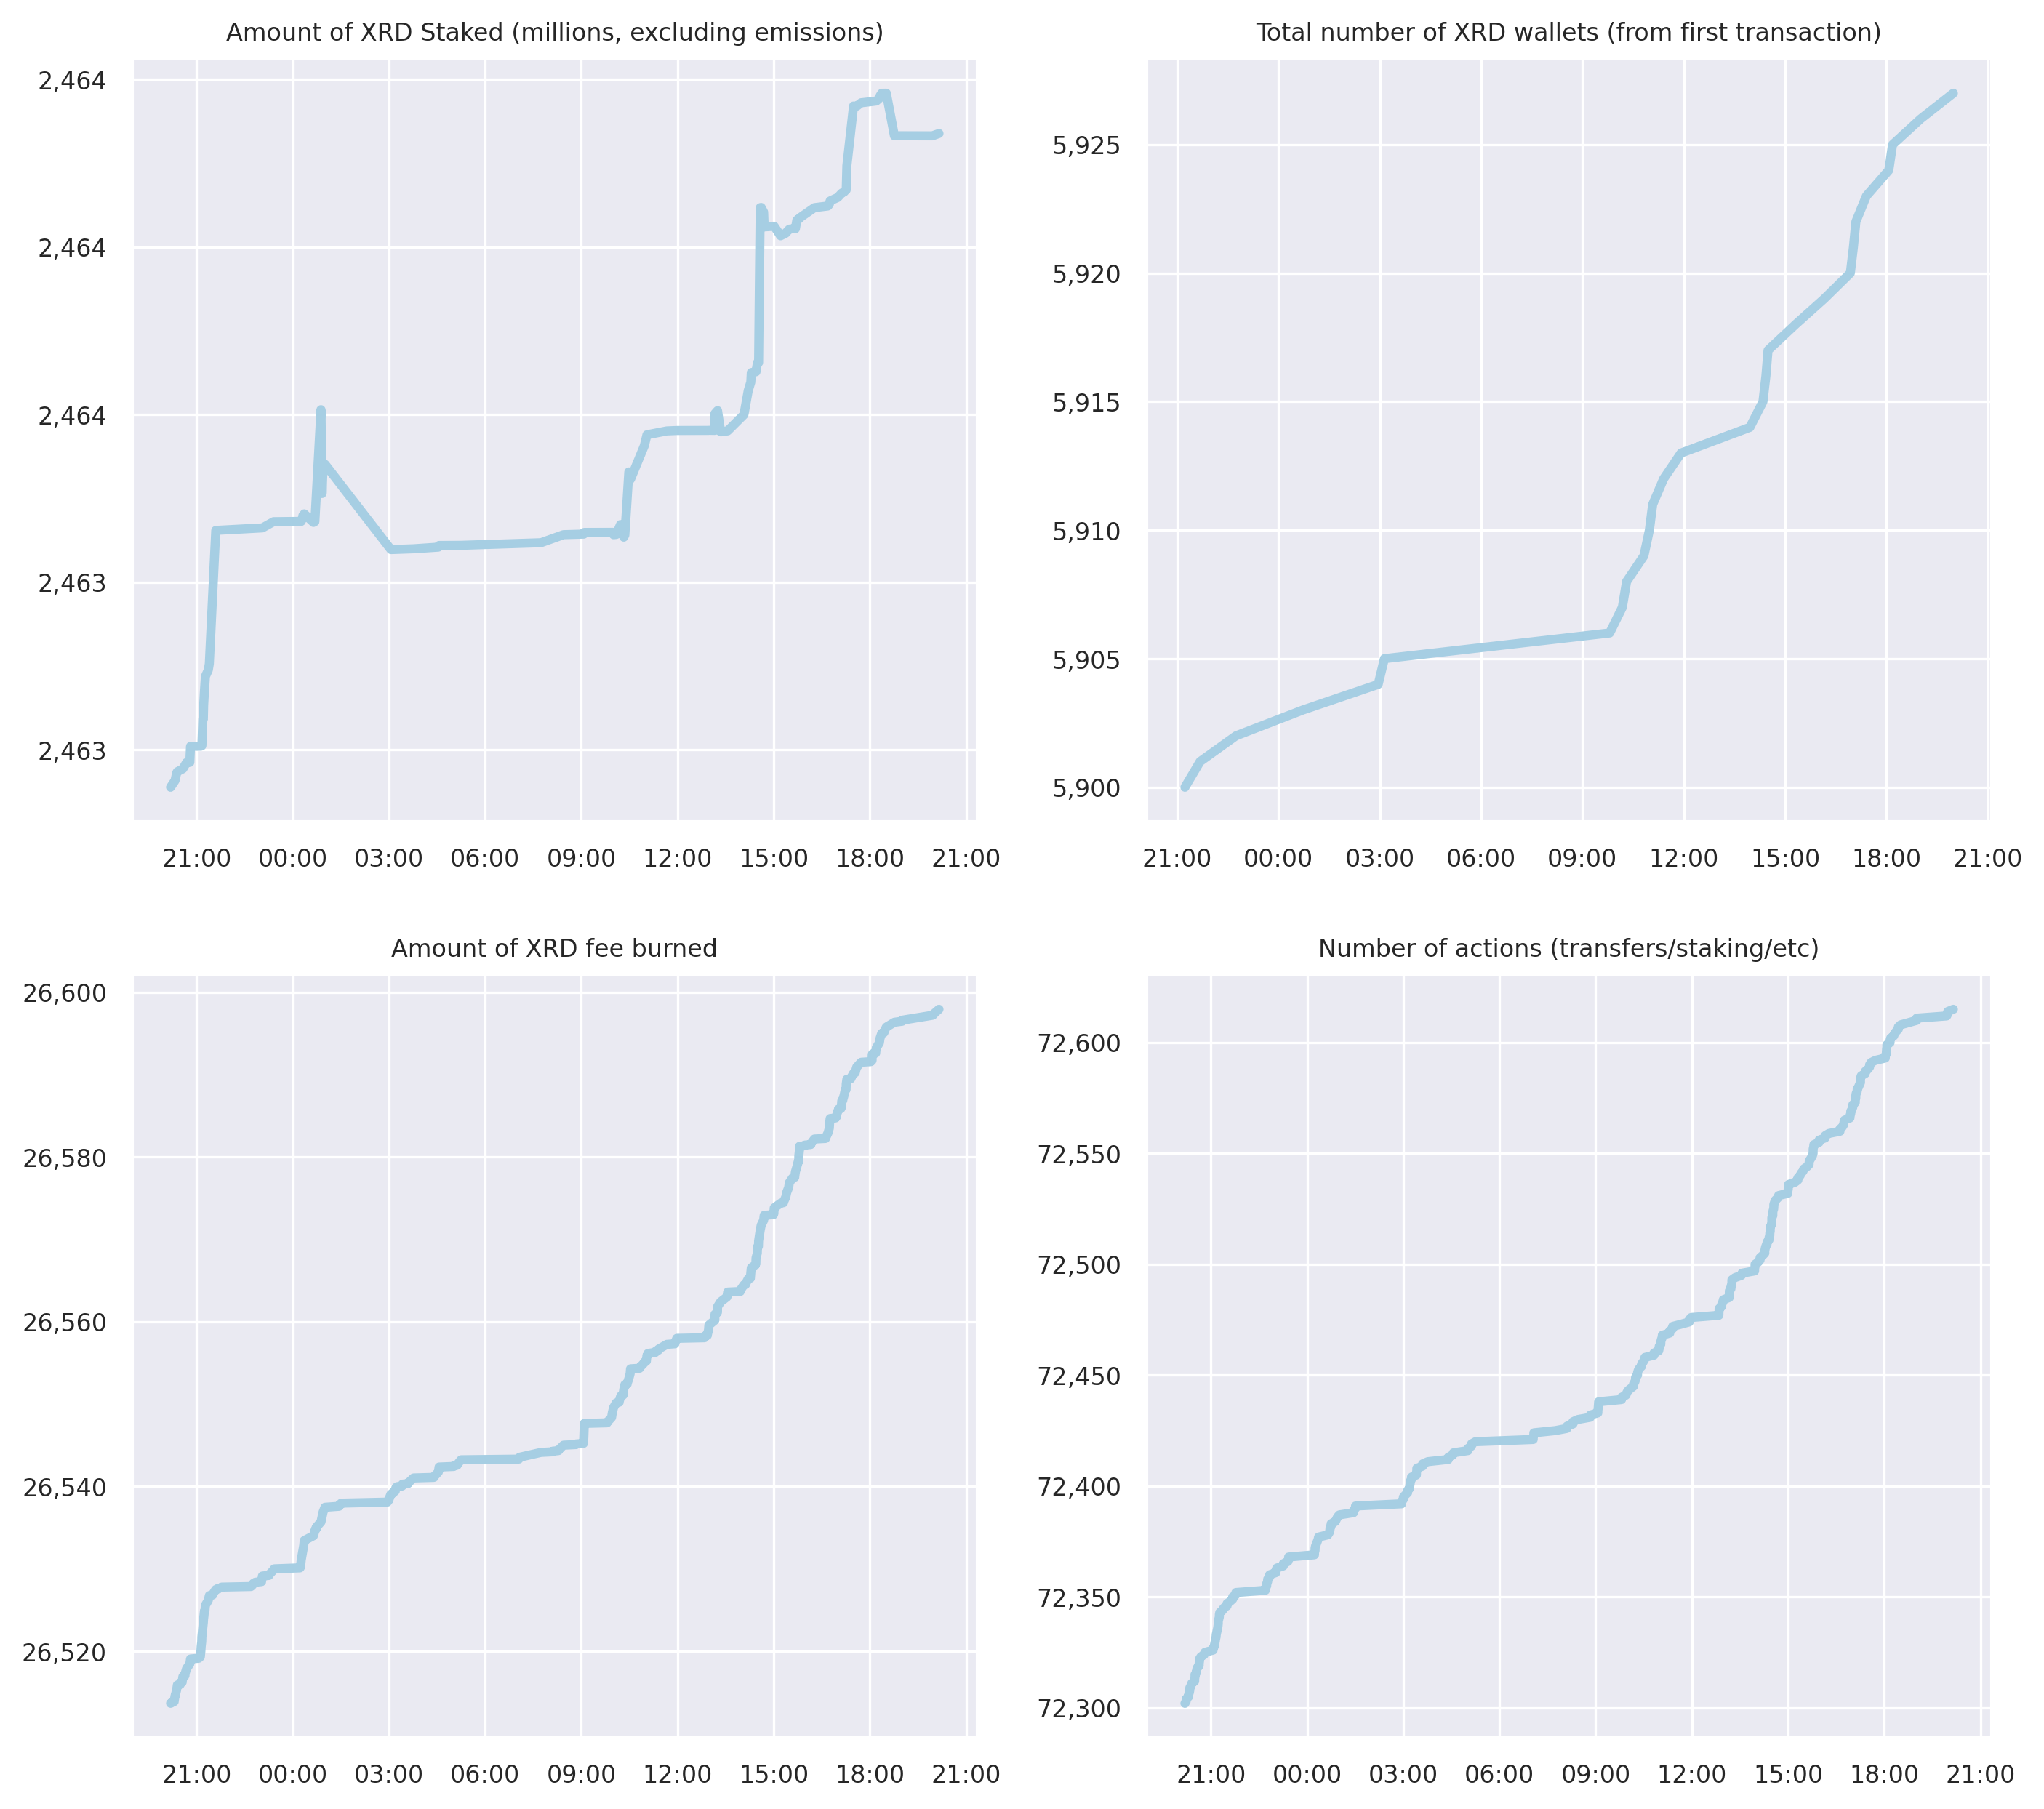 Amount of XRD Staked (millions, excluding emissions)
2,464
2,464
2,464
2,463
2,463
21:00 00:00 03:00 06:00 09:00 12:00 15:00 18:00 21:00
Total number of XRD wallets (from first transaction)
5,925
5,920
5,915
5,910
5,905
5,900
21:00 00:00 03:00 06:00 09:00 12:00 15:00 18:00 21:00
Amount of XRD fee burned
26,600
26,580
26,560
26,540
26,520
21:00 00:00 03:00 06:00 09:00 12:00 15:00 18:00 21:00
Number of actions (transfers/staking/etc)
72,600
72,550
72,500
72,450
72,400
72,350
72,300
21:00 00:00 03:00 06:00 09:00 12:00 15:00 18:00 21:00